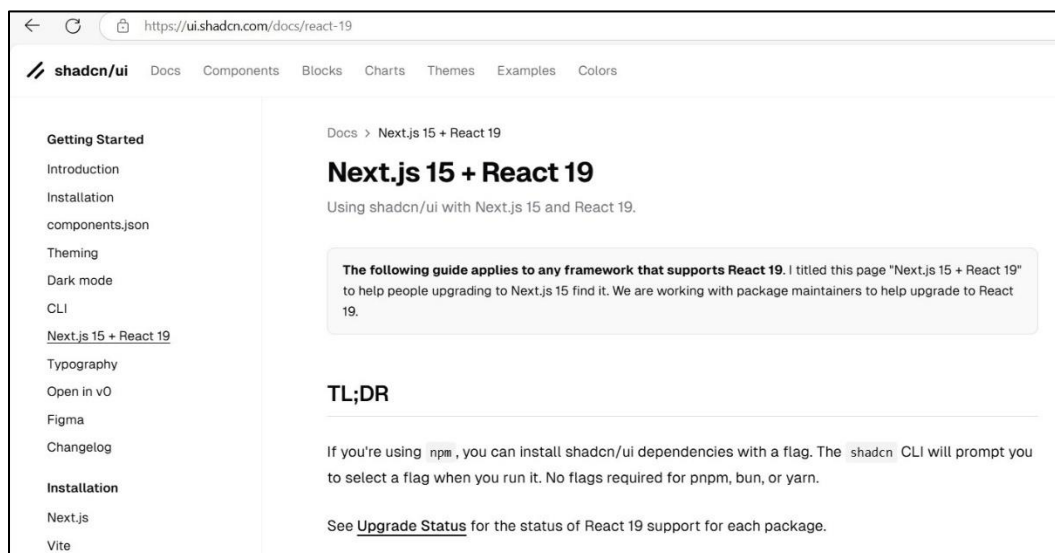 https://ui.shadcn.com/docs/react-19
shadcn/ui Docs Components Blocks Charts Themes Examples Colors
Getting Started
Introduction
Installation
components.json
Theming
Dark mode
CLI
Next.js 15 + React 19
Typography
Open in v0
Figma
Changelog
Installation
Next.js
Vite
Docs > Next.js 15 + React 19
Next.js 15 + React 19
Using shadcn/ui with Next.js 15 and React 19.
The following guide applies to any framework that supports React 19. I titled this page "Next.js 15 + React 19"
to help people upgrading to Next.js 15 find it. We are working with package maintainers to help upgrade to React
19.
TL;DR
If you're using npm, you can install shadcn/ui dependencies with a flag. The shadcn CLI will prompt you
to select a flag when you run it. No flags required for pnpm, bun, or yarn.
See Upgrade Status for the status of React 19 support for each package.